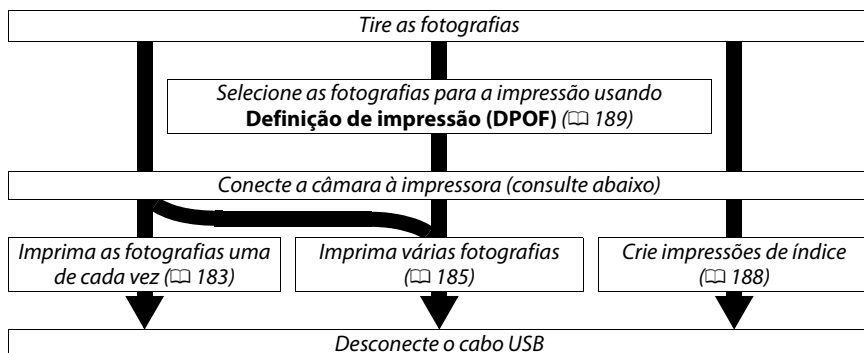 Tire as fotografias
Selecione as fotografias para a impressão usando
Definição de impressão (DPOF) (🕮 189)
Conecte a câmara à impressora (consulte abaixo)
Imprima as fotografias uma
de cada vez (🕮 183)
Imprima várias fotografias
(🕮 185)
Crie impressões de índice
(🕮 188)
Desconecte o cabo USB